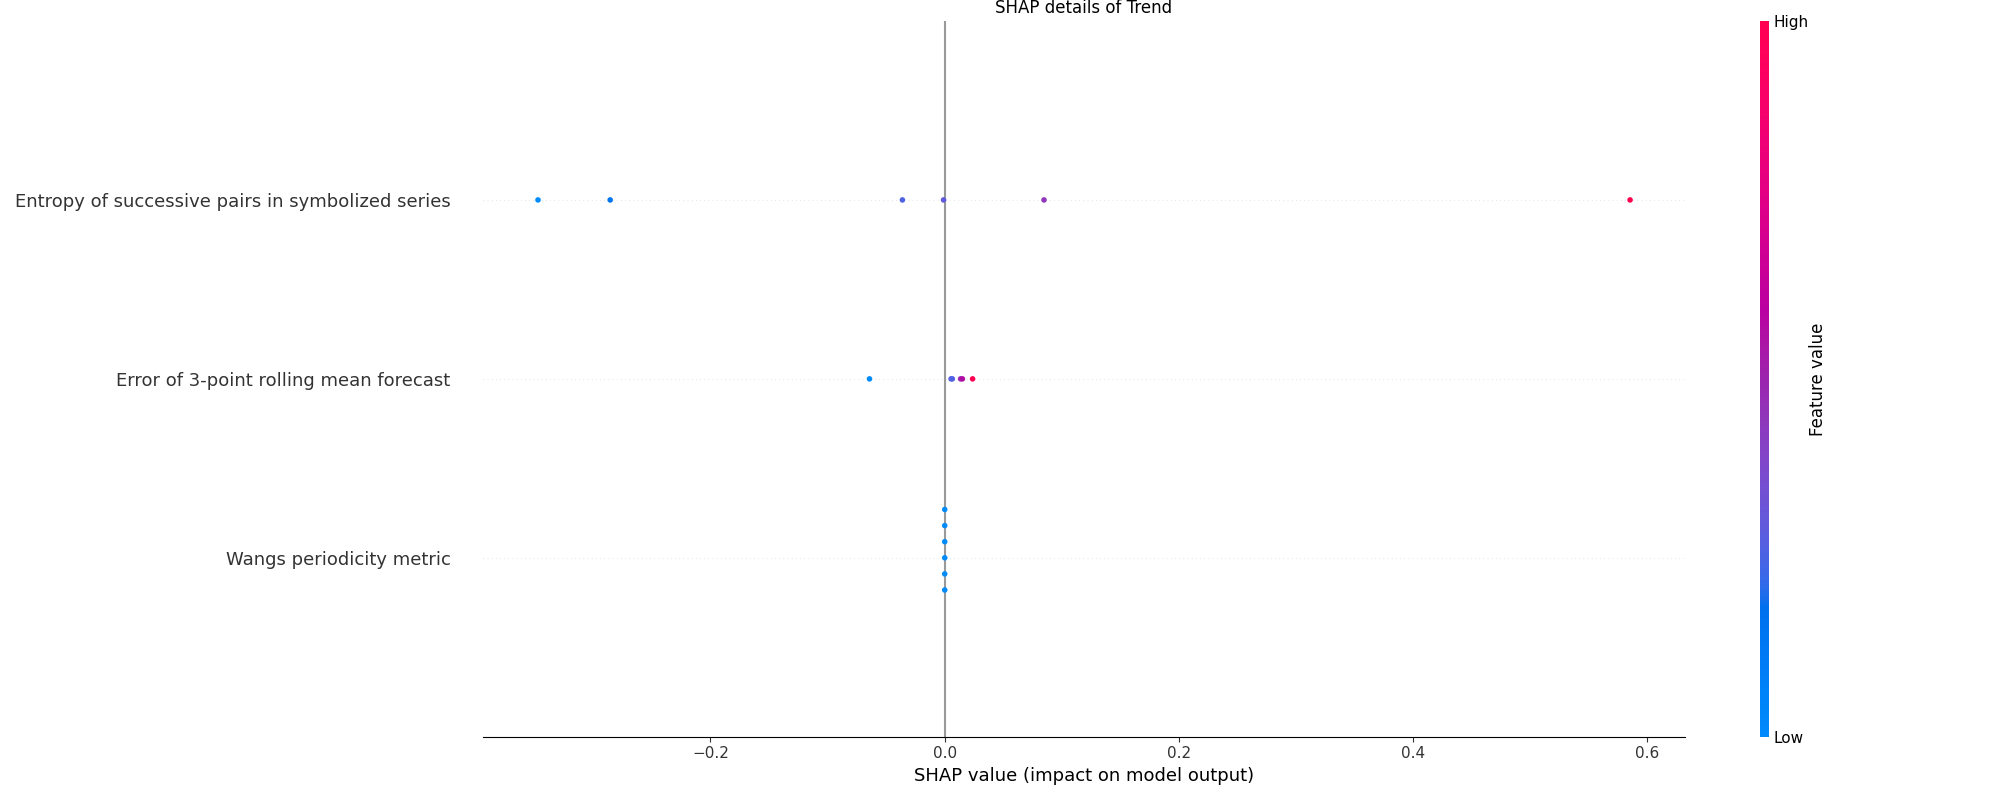 SHAP details of Trend
High
Entropy of successive pairs in symbolized series
Error of 3-point rolling mean forecast
Feature value
Wangs periodicity metric
Low
−0.2 0.0 0.2 0.4 0.6
SHAP value (impact on model output)